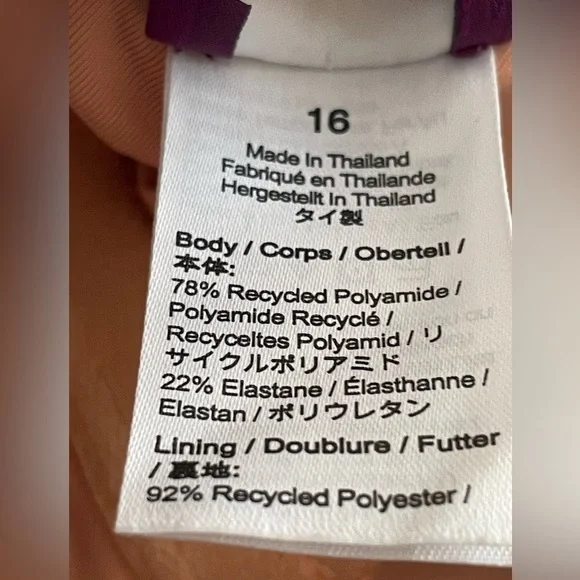 16
Made In Thailand
Fabriqué en Thaïlande
Hergestellt In Thailand
タイ製
Body / Corps / Oberteil /
本体:
78% Recycled Polyamide /
Polyamide Recyclé /
Recyceltes Polyamid / リ
サイクルポリアミド
22% Elastane / Élasthanne /
Elastan / ポリウレタン
Lining / Doublure / Futter
/ 裏地:
92% Recycled Polyester /